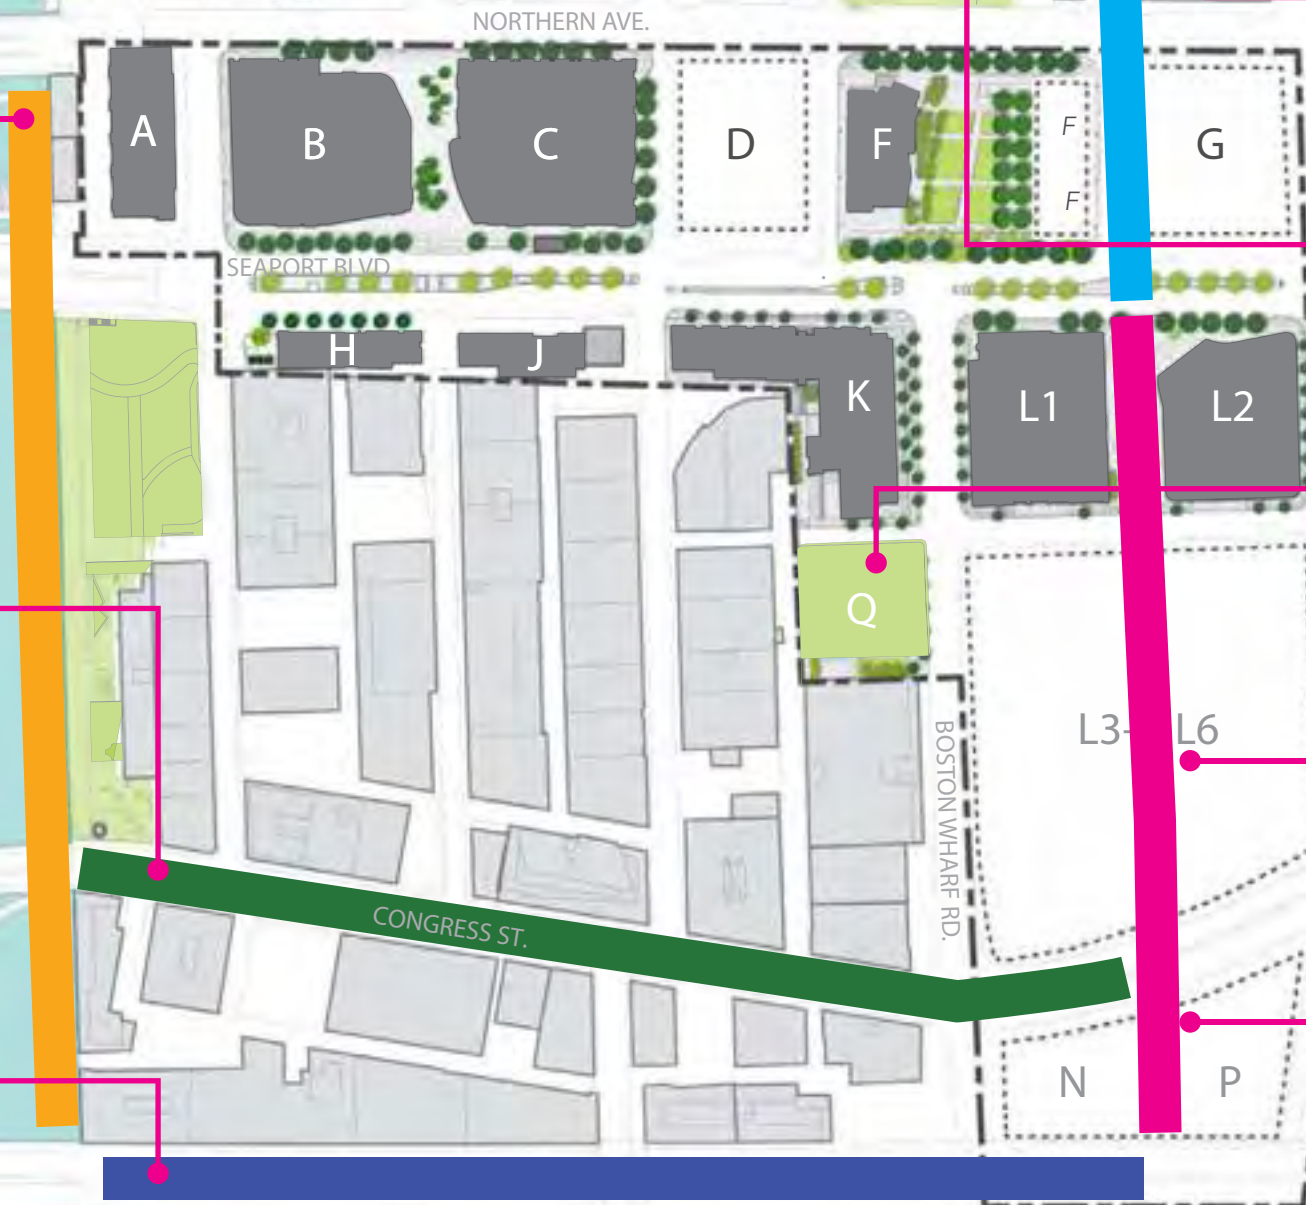 NORTHERN AVE.
A
B
C
D
F
F
F
G
SEAPORT BLVD
H
J
K
L1
L2
Q
L3-L6
BOSTON WHARF RD.
CONGRESS ST.
N
P